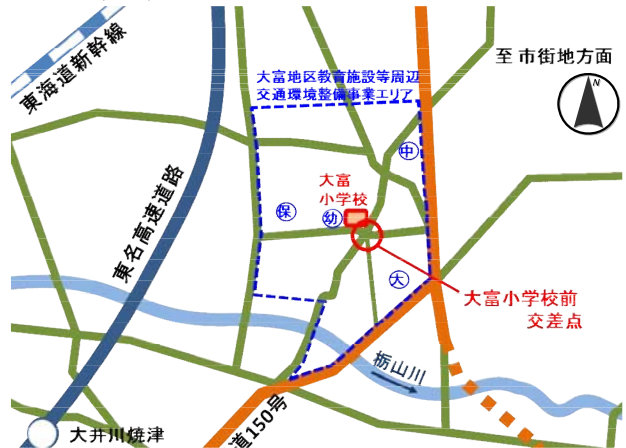 東海道新幹線
至 市街地方面
N
大富地区教育施設等周辺
交通環境整備事業エリア
中
大富
小学校
保
幼
東名高速道路
大
大富小学校前
交差点
栃山川
道150号
大井川焼津